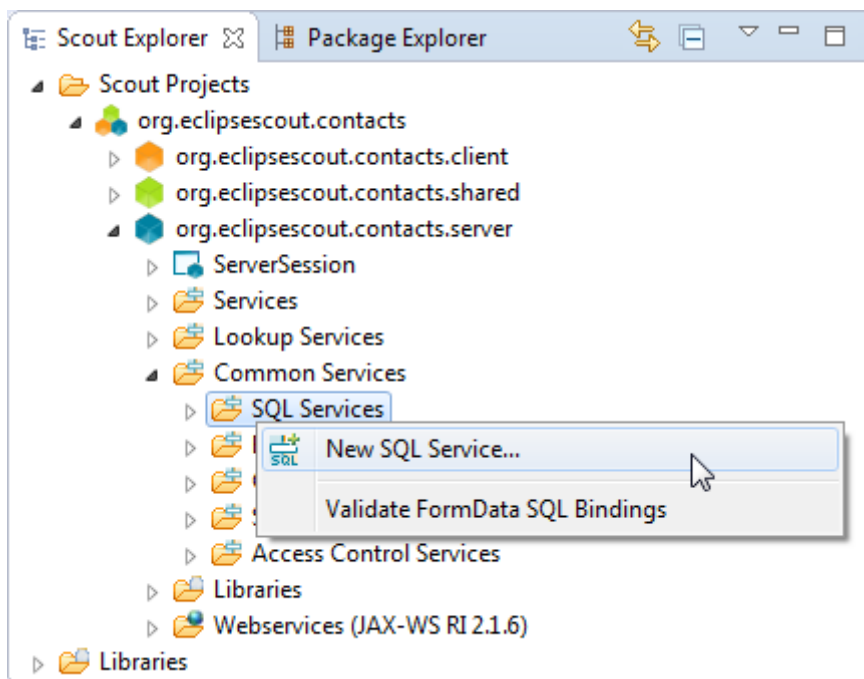 Scout Explorer Package Explorer
Scout Projects
org.eclipsescout.contacts
org.eclipsescout.contacts.client
org.eclipsescout.contacts.shared
org.eclipsescout.contacts.server
ServerSession
Services
Lookup Services
Common Services
SQL Services
SQL New SQL Service...
Validate FormData SQL Bindings
Access Control Services
Libraries
Webservices (JAX-WS RI 2.1.6)
Libraries